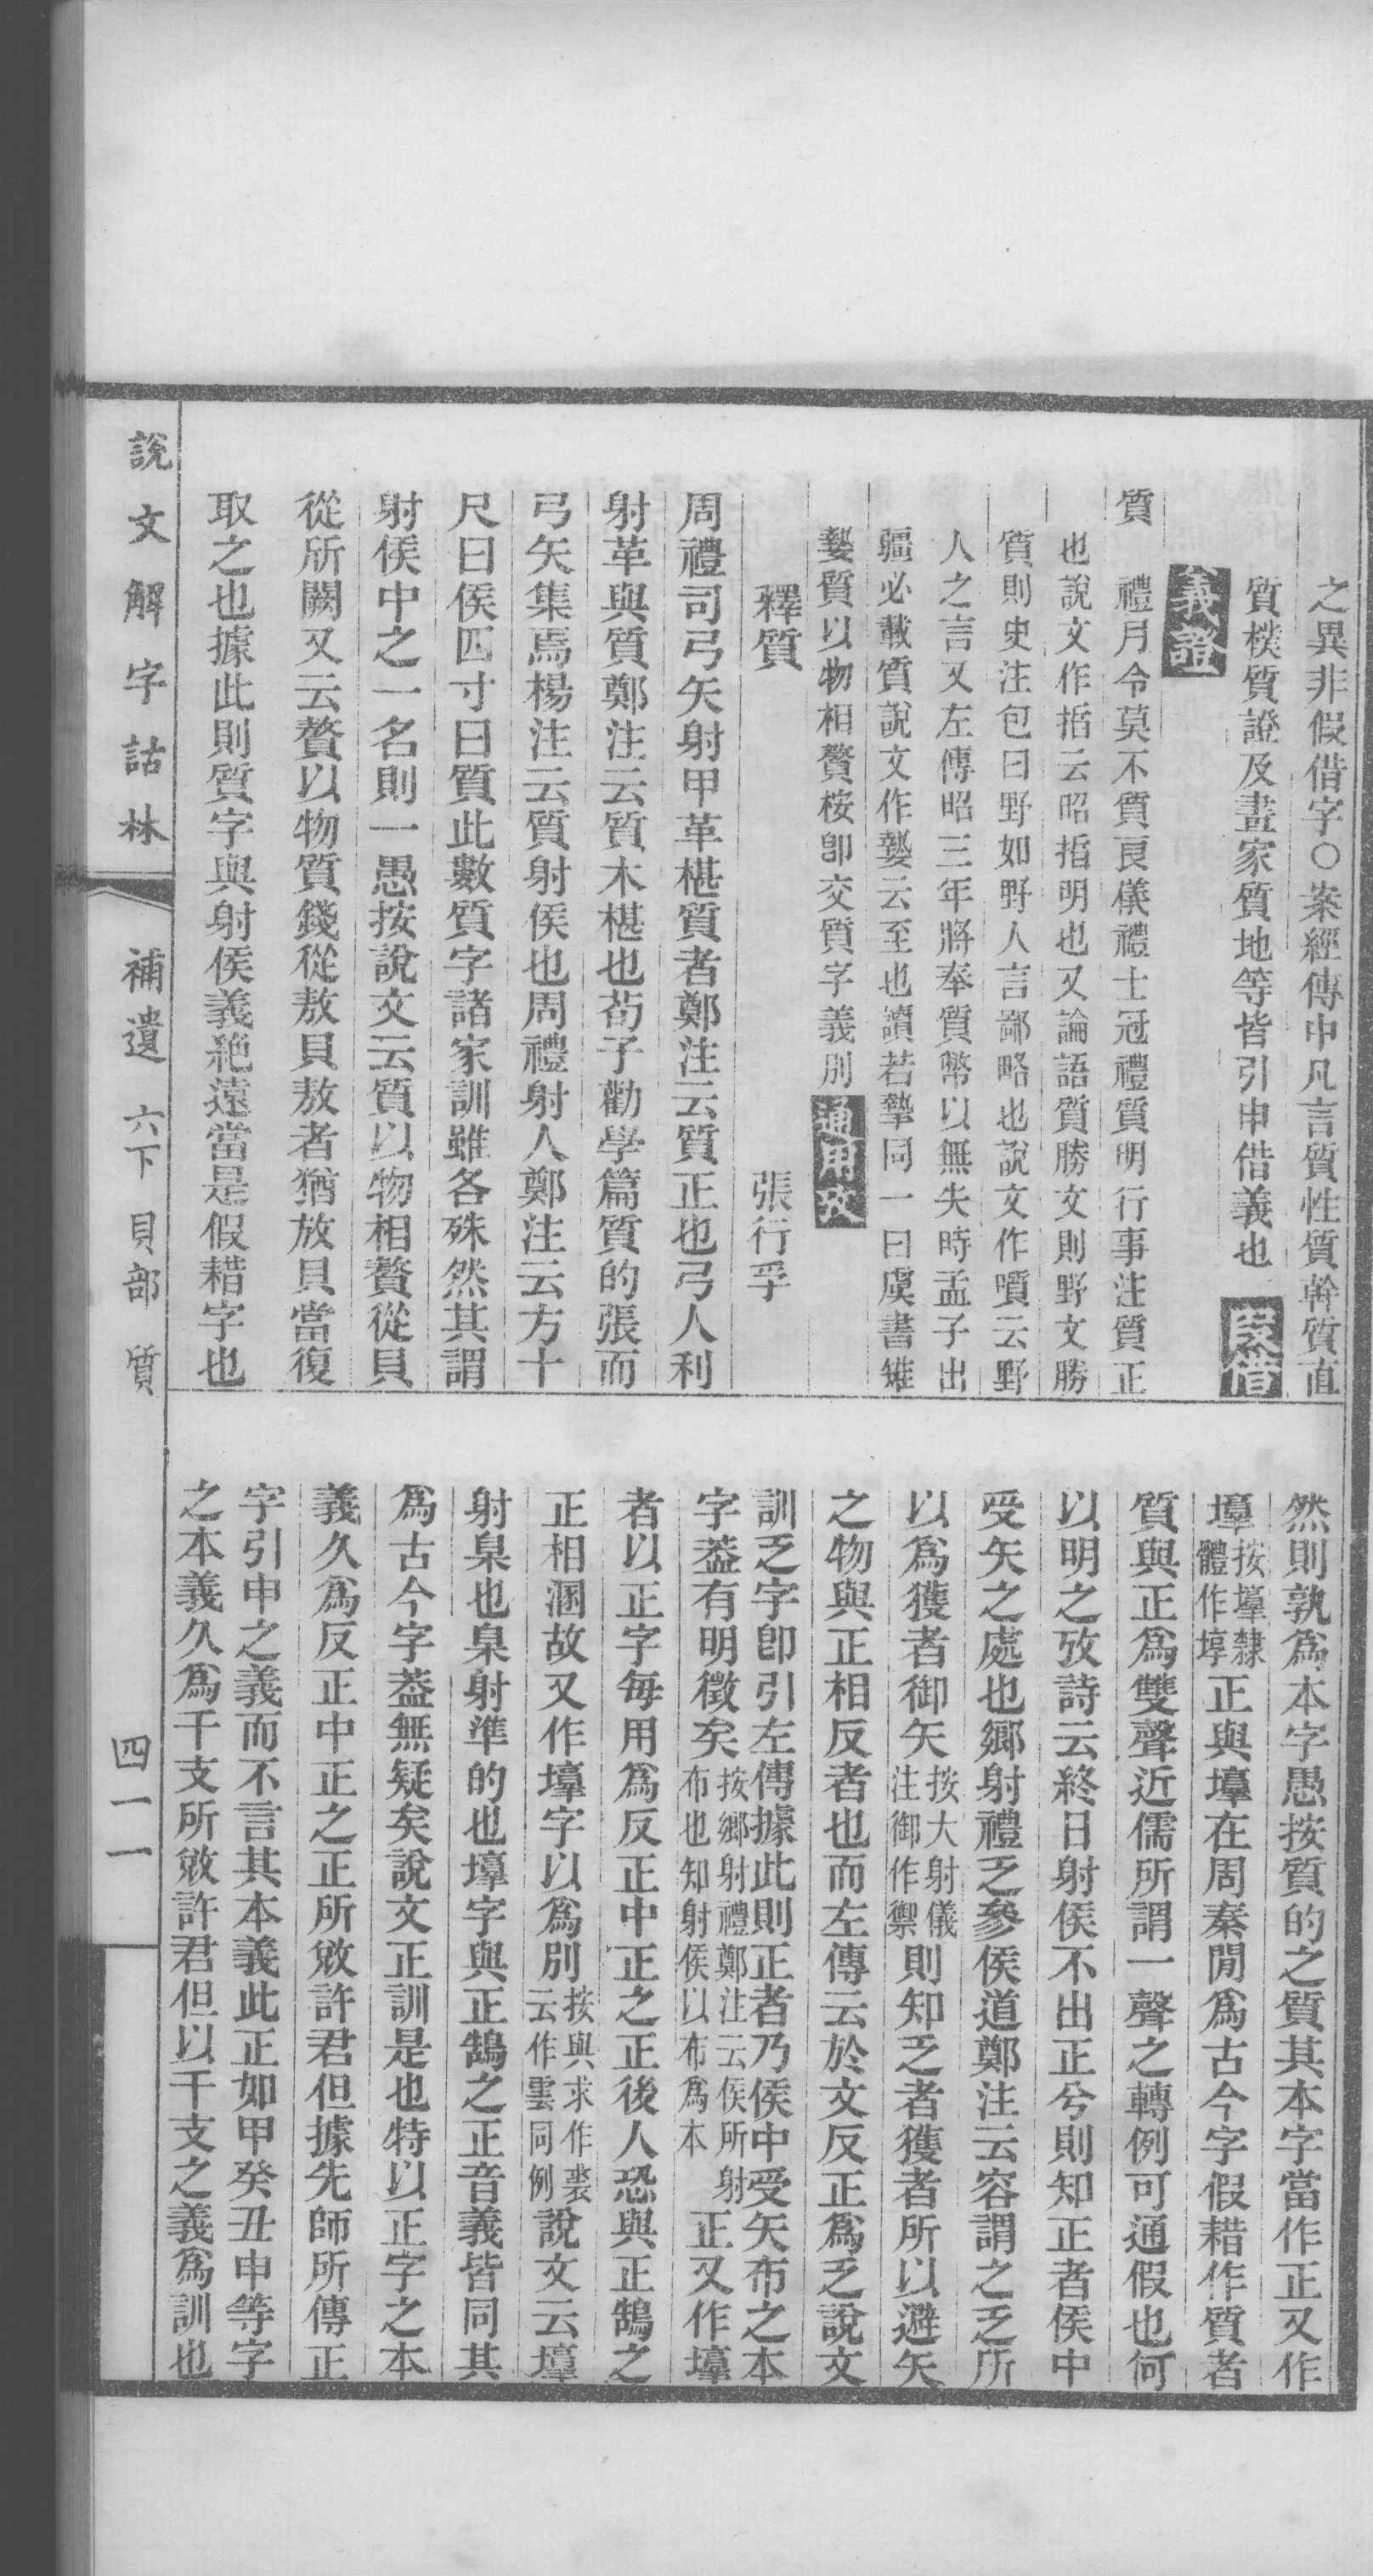 之異非假借字○案經傳中凡言質性質幹質直
質樸質證及畫家質地等皆引申借義也
義證
質　禮月令莫不質良儀禮士冠禮質明行事注質正
也說文作捪云昭捪明也又論語質勝文則野文勝
質則史注包曰野如野人言鄙略也說文作噴云野
人之言又左傳昭三年將奉質幣以無失時孟子出
疆必載質說文作㙯云至也讀若摯同一曰虞書雉
㙯質以物相贅桉卽交質字義別　通用攷
釋質　張行孚
周禮司弓矢射甲革椹質者鄭注云質正也弓人利
射革與質鄭注云質木椹也荀子勸學篇質的張而
弓矢集焉楊注云質射侯也周禮射人鄭注云方十
尺曰侯四寸曰質此數質字諸家訓雖各殊然其謂
射侯中之一名則一愚按說文云質以物相贅從貝
從所闕又云贅以物質錢從敖貝敖者猶放貝當復
取之也據此則質字與射侯義絶遠當是假耤字也
然則孰爲本字愚按質的之質其本字當作正又作
𡑞按𡑞隸體作埻正與𡑞在周秦閒爲古今字假耤作質者
質與正爲雙聲近儒所謂一聲之轉例可通假也何
以明之攷詩云終日射侯不出正兮則知正者侯中
受矢之處也鄉射禮乏參侯道鄭注云容謂之乏所
以爲獲者御矢按大射儀注御作禦則知乏者獲者所以避矢
之物與正相反者也而左傳云於文反正爲乏說文
訓乏字卽引左傳據此則正者乃侯中受矢布之本
字葢有明徵矣按鄉射禮鄭注云侯所射布也知射侯以布爲本正又作𡑞
者以正字每用爲反正中正之正後人恐與正鵠之
正相溷故又作𡑞字以爲別按與求作裘云作雲同例說文云𡑞
射臬也臬射準的也𡑞字與正鵠之正音義皆同其
爲古今字葢無疑矣說文正訓是也特以正字之本
義久爲反正中正之正所敓許君但據先師所傳正
字引申之義而不言其本義此正如甲癸丑申等字
之本義久爲干支所敓許君但以干支之義爲訓也
說文解字詁林　補遺　六下　貝部　質　四一一